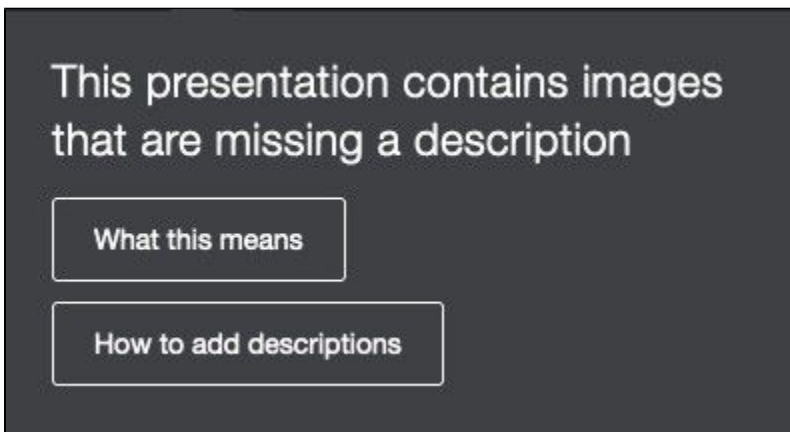 This presentation contains images
that are missing a description
What this means
How to add descriptions